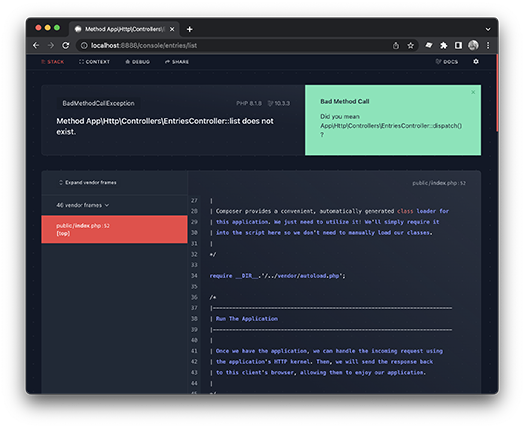 Method App\Http\Controllers\
localhost:8888/console/entries/list
STACK CONTEXT DEBUG SHARE DOCS
BadMethodCallException PHP 8.1.8 10.3.3
Method App\Http\Controllers\EntriesController::list does not
exist.
Bad Method Call
Did you mean
App\Http\Controllers\EntriesController::dispatch()
?
Expand vendor frames
46 vendor frames
public/index.php:52
[top]
public/index.php:52
27 |
28 | Composer provides a convenient, automatically generated class loader for
29 | this application. We just need to utilize it! We'll simply require it
30 | into the script here so we don't need to manually load our classes.
31 |
32 */
33
34 require __DIR__.'/../vendor/autoload.php';
35
36 /*
37 |--------------------------------------------------------------------------
38 | Run The Application
39 |--------------------------------------------------------------------------
40 |
41 | Once we have the application, we can handle the incoming request using
42 | the application's HTTP kernel. Then, we will send the response back
43 | to this client's browser, allowing them to enjoy our application.
44 |
45 */